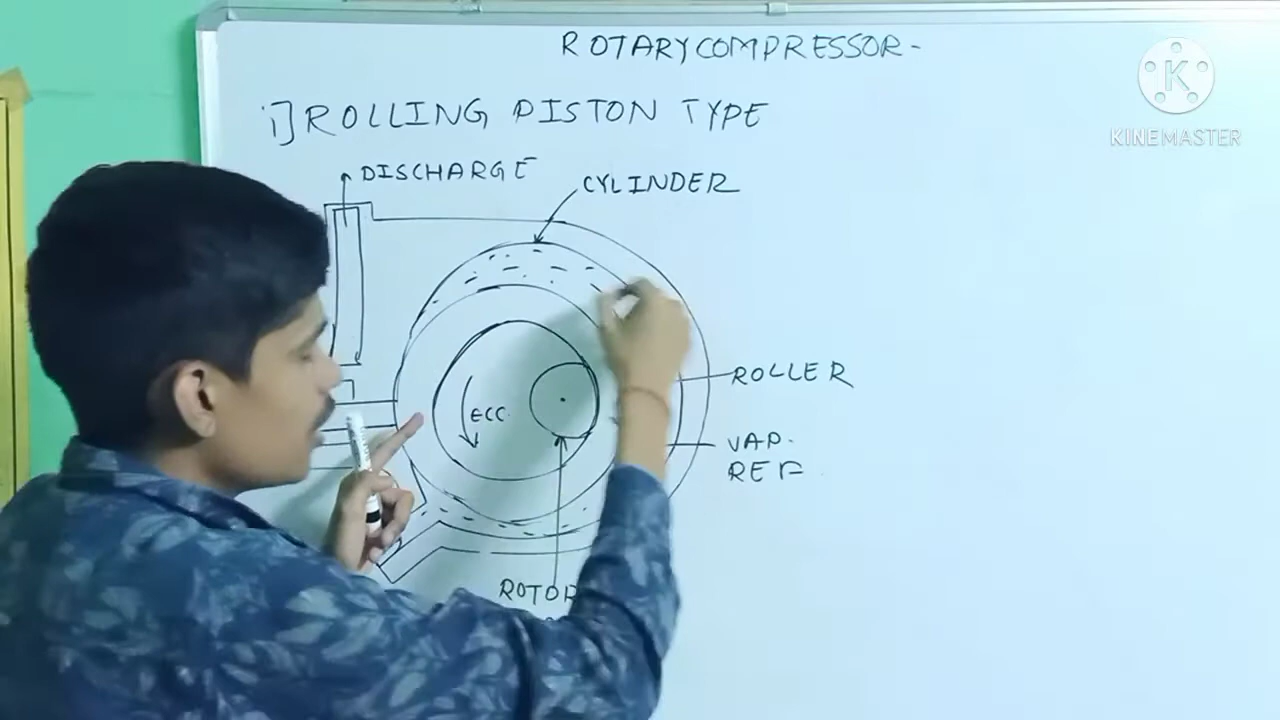 ROTARY COMPRESSOR-
K
KINEMASTER
i] ROLLING PISTON TYPE
DISCHARGE
CYLINDER
ROLLER
ECC.
VAP.
REF
ROTOR